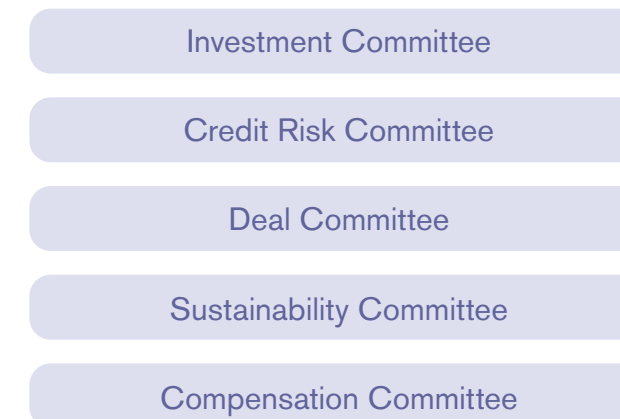 Investment Committee
Credit Risk Committee
Deal Committee
Sustainability Committee
Compensation Committee